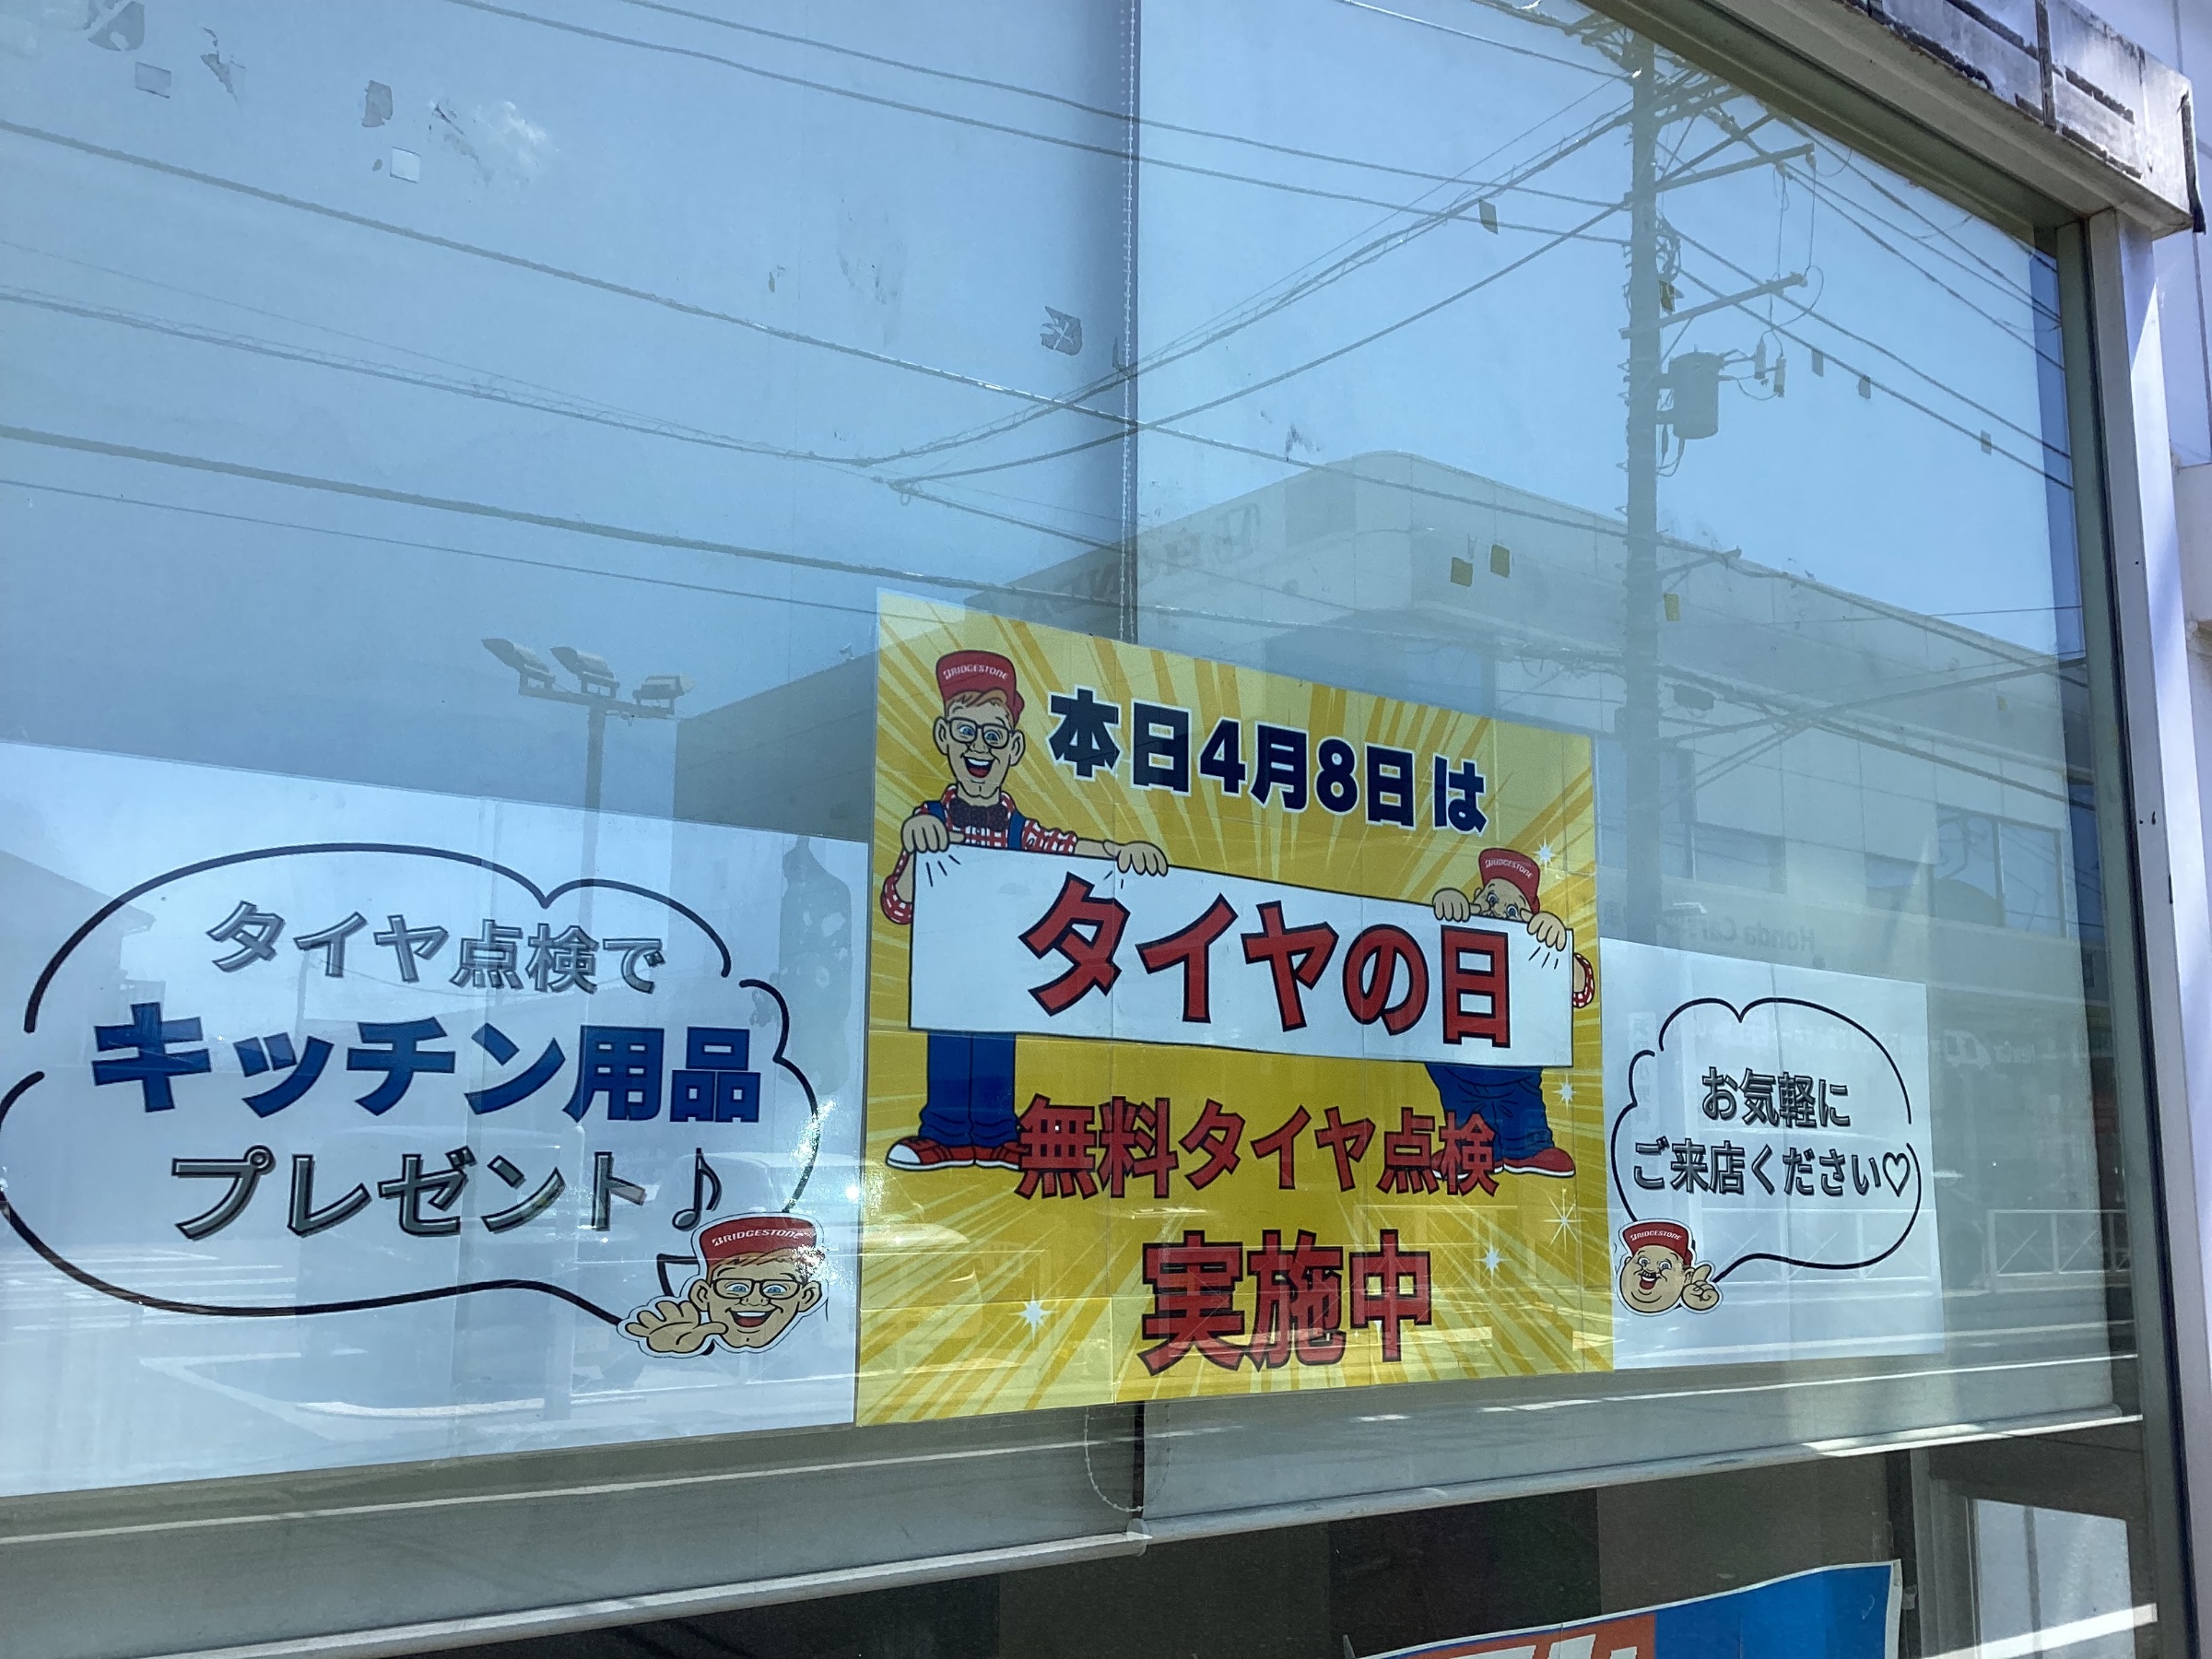 タイヤ点検で
キッチン用品
プレゼント♪
BRIDGESTONE
BRIDGESTONE
本日4月8日は
BRIDGESTONE
タイヤの日
無料タイヤ点検
実施中
お気軽に
ご来店ください♡
BRIDGESTONE
Honda Cars